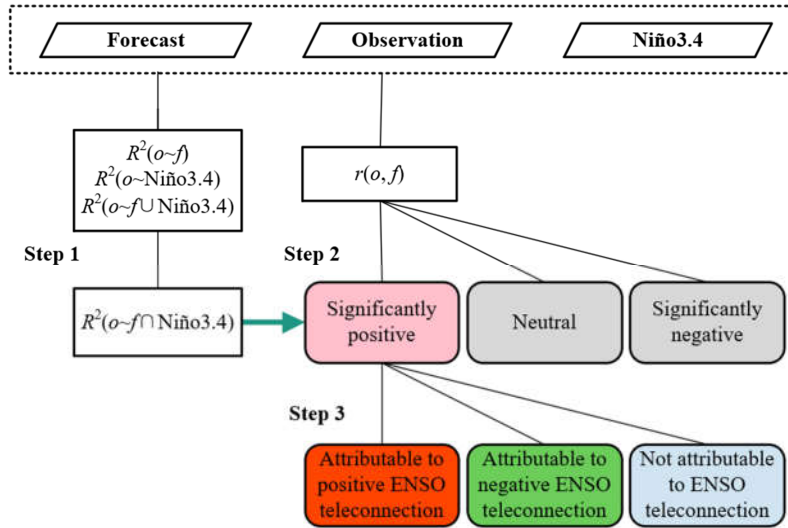 Forecast
Observation
Niño3.4
R²(o~f)
R²(o~Niño3.4)
R²(o~f∪Niño3.4)
r(o, f)
Step 1
Step 2
R²(o~f∩Niño3.4)
Significantly
positive
Neutral
Significantly
negative
Step 3
Attributable to
positive ENSO
teleconnection
Attributable to
negative ENSO
teleconnection
Not attributable
to ENSO
teleconnection